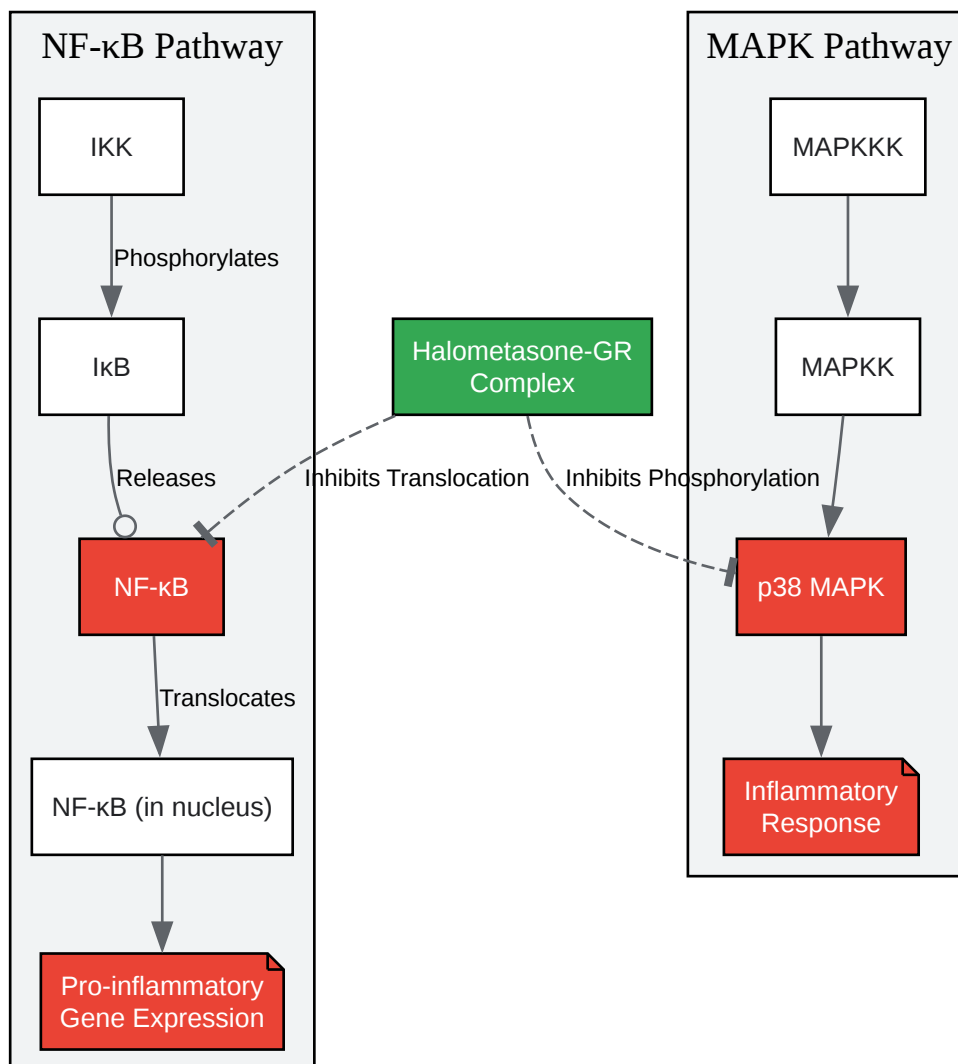 NF-κB Pathway
IKK
Phosphorylates
IκB
Releases
NF-κB
Translocates
NF-κB (in nucleus)
Pro-inflammatory
Gene Expression
Halometasone-GR
Complex
Inhibits Translocation
Inhibits Phosphorylation
MAPK Pathway
MAPKKK
MAPKK
p38 MAPK
Inflammatory
Response